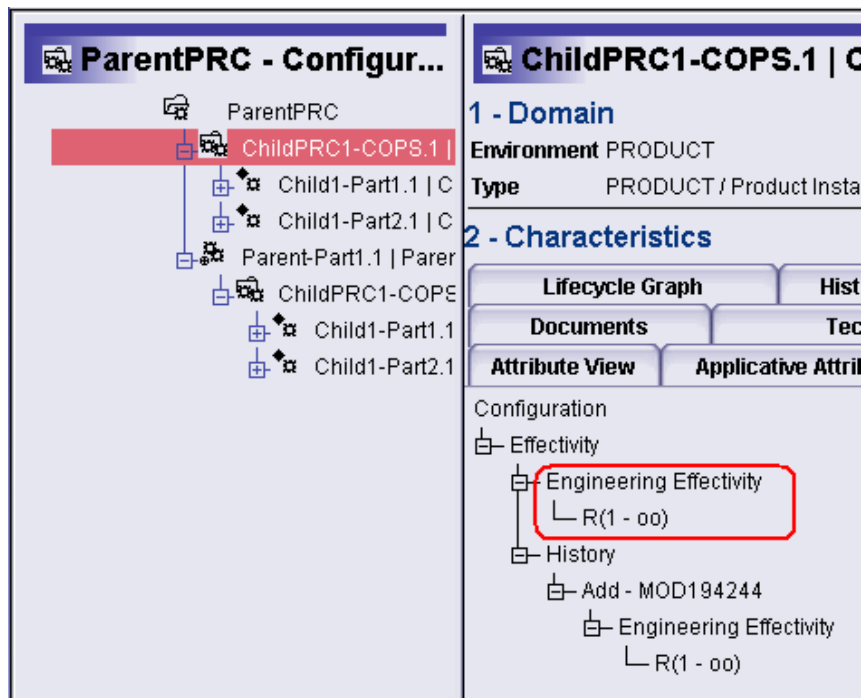 ParentPRC - Configur...
ParentPRC
ChildPRC1-COPS.1 |
Child1-Part1.1 | C
Child1-Part2.1 | C
Parent-Part1.1 | Parer
ChildPRC1-COPS
Child1-Part1.1
Child1-Part2.1
ChildPRC1-COPS.1 | C
1 - Domain
Environment PRODUCT
Type PRODUCT / Product Insta
2 - Characteristics
Lifecycle Graph Hist
Documents Tec
Attribute View Applicative Attril
Configuration
Effectivity
Engineering Effectivity
R(1 - oo)
History
Add - MOD194244
Engineering Effectivity
R(1 - oo)